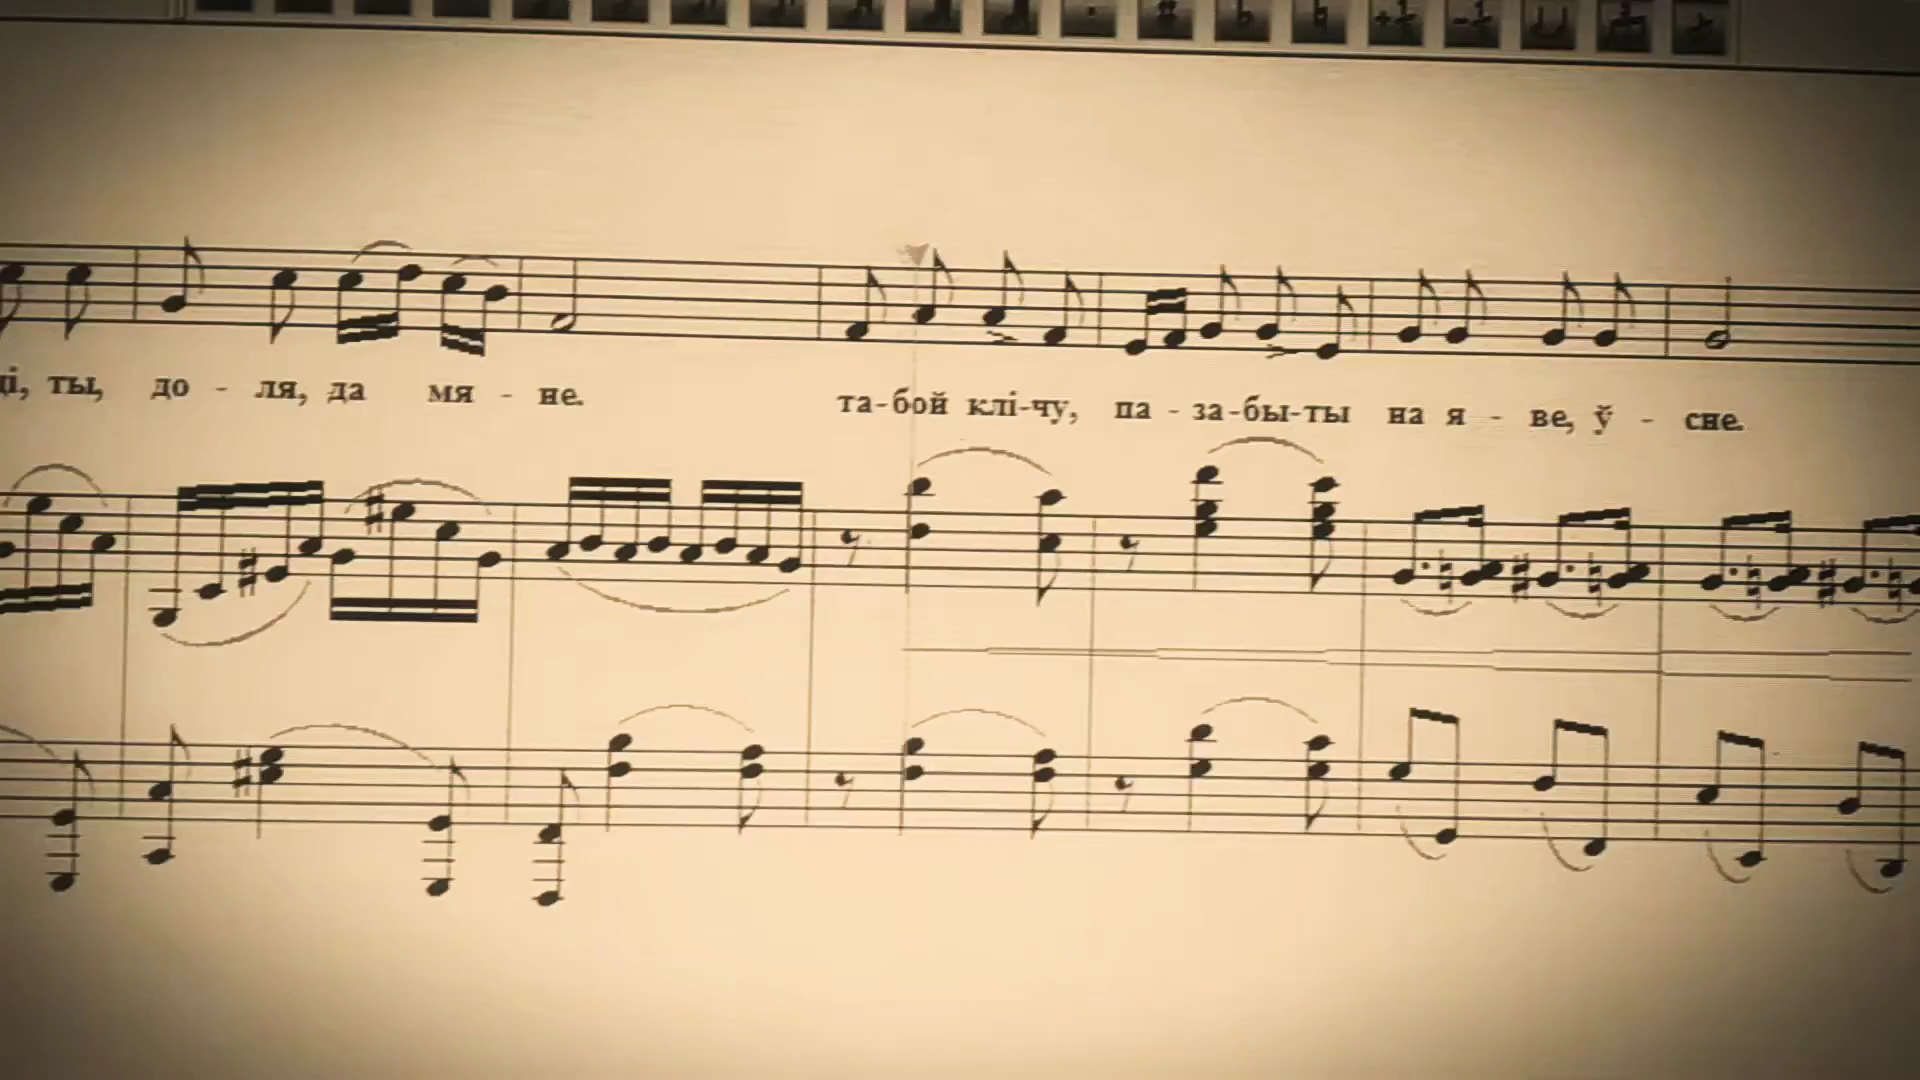 ці, ты, до - ля, да мя - не. та-бой клі-чу, па - за-бы-ты на я - ве, ў - сне.